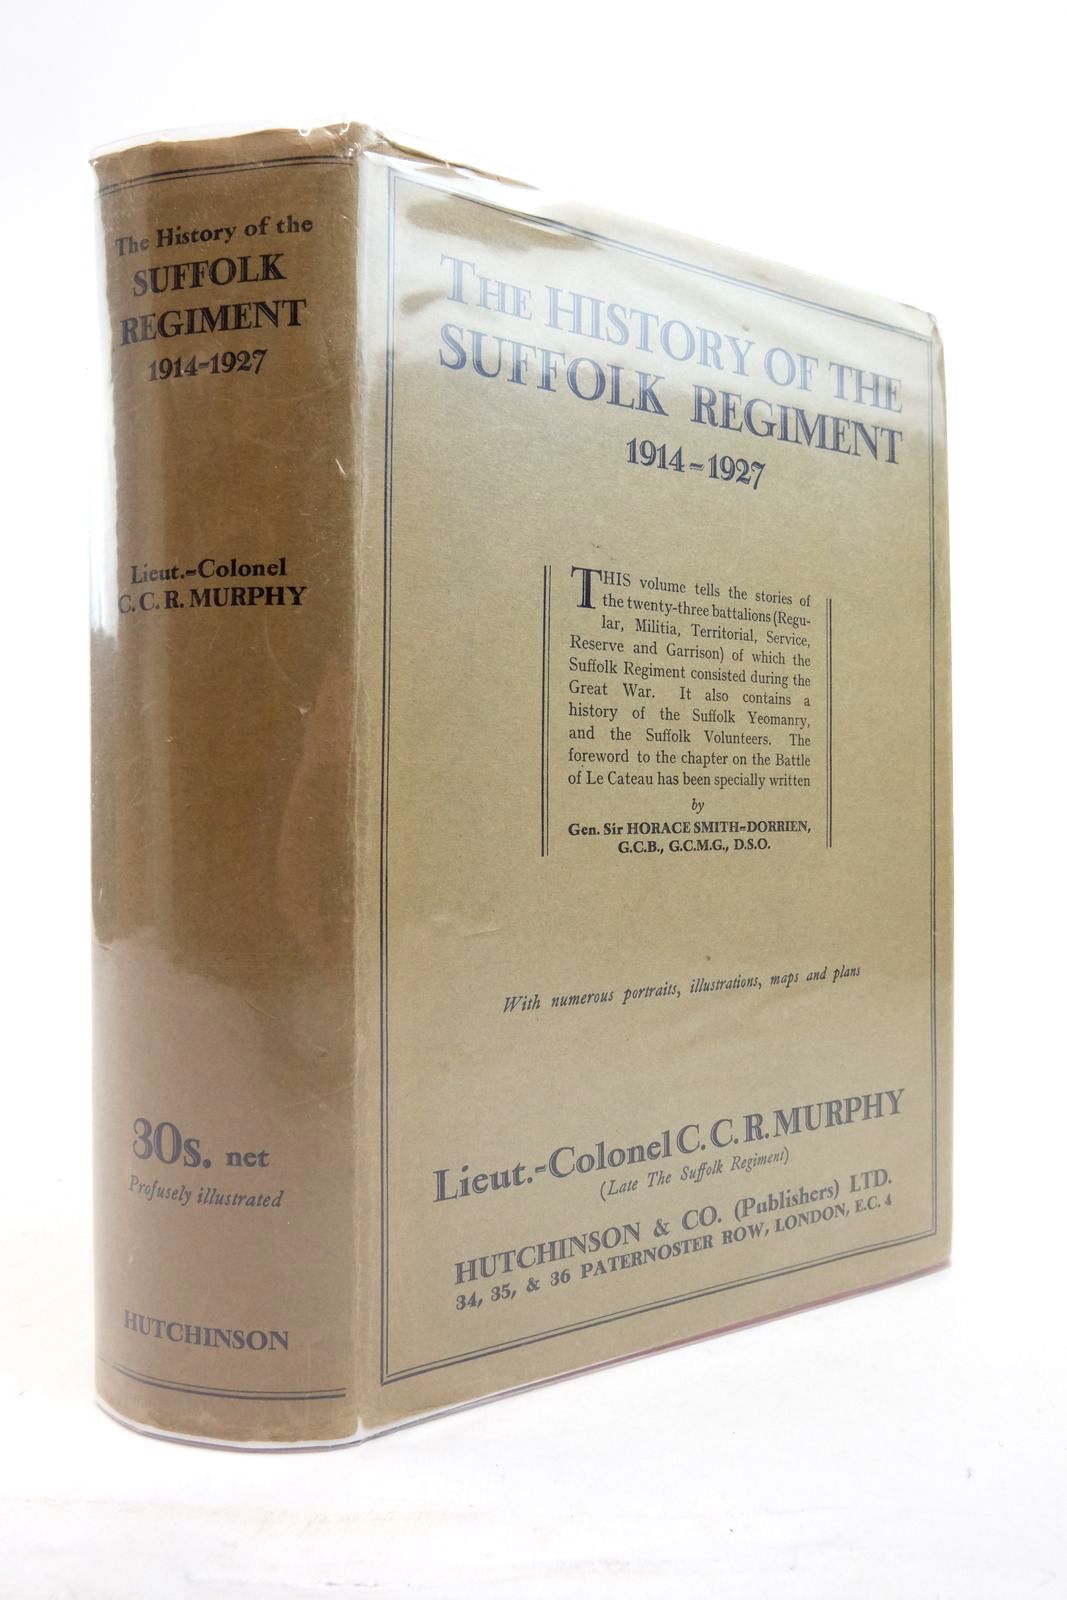 The History of the
SUFFOLK
REGIMENT
1914-1927
Lieut.-Colonel
C. C. R. MURPHY
30s. net
Profusely illustrated
HUTCHINSON
THE HISTORY OF THE
SUFFOLK REGIMENT
1914-1927
THIS volume tells the stories of
the twenty-three battalions (Regu-
lar, Militia, Territorial, Service,
Reserve and Garrison) of which the
Suffolk Regiment consisted during the
Great War. It also contains a
history of the Suffolk Yeomanry,
and the Suffolk Volunteers. The
foreword to the chapter on the Battle
of Le Cateau has been specially written
by
Gen. Sir HORACE SMITH-DORRIEN,
G.C.B., G.C.M.G., D.S.O.
With numerous portraits, illustrations, maps and plans
Lieut.-Colonel C. C. R. MURPHY
(Late The Suffolk Regiment)
HUTCHINSON & CO. (Publishers) LTD.
34, 35, & 36 PATERNOSTER ROW, LONDON, E.C. 4